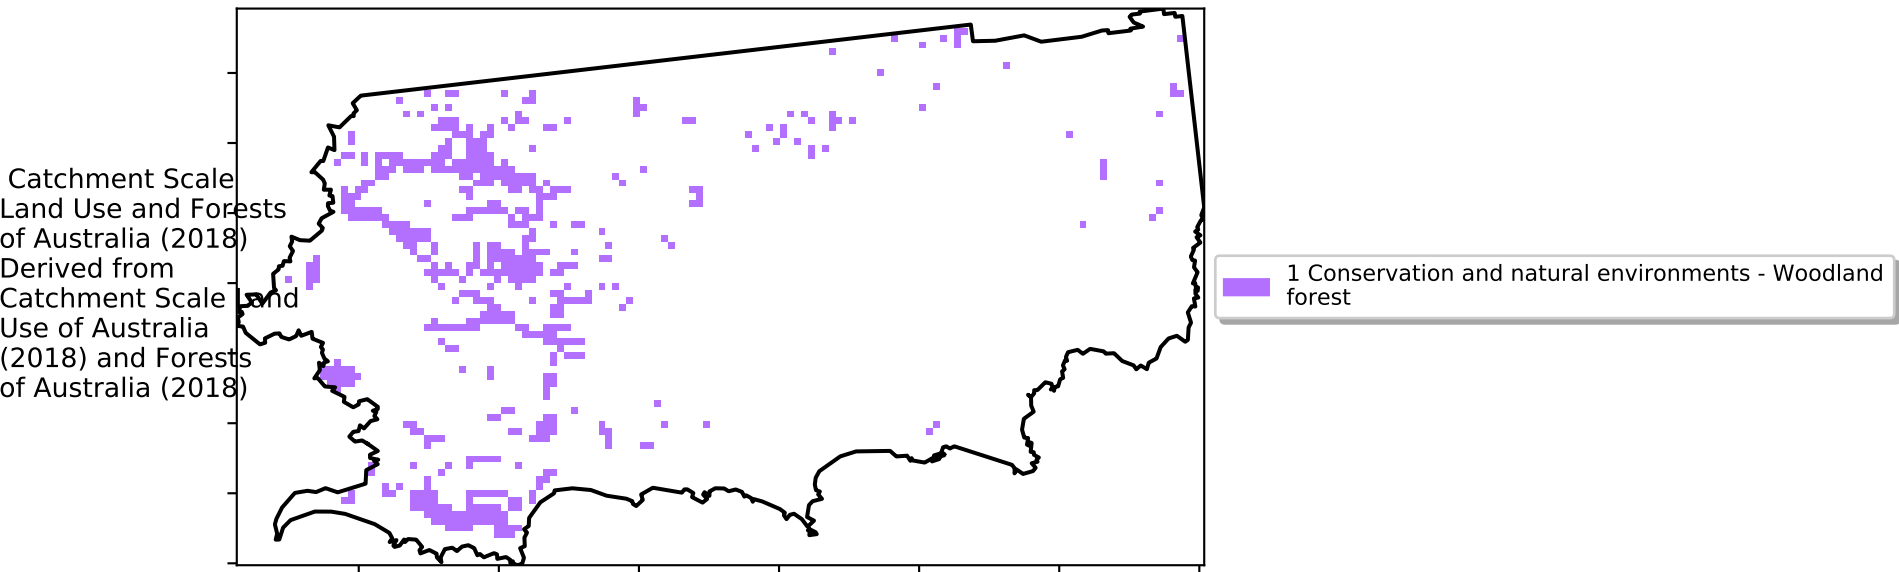 Catchment Scale
Land Use and Forests
of Australia (2018)
Derived from
Catchment Scale Land
Use of Australia
(2018) and Forests
of Australia (2018)
1 Conservation and natural environments - Woodland
forest